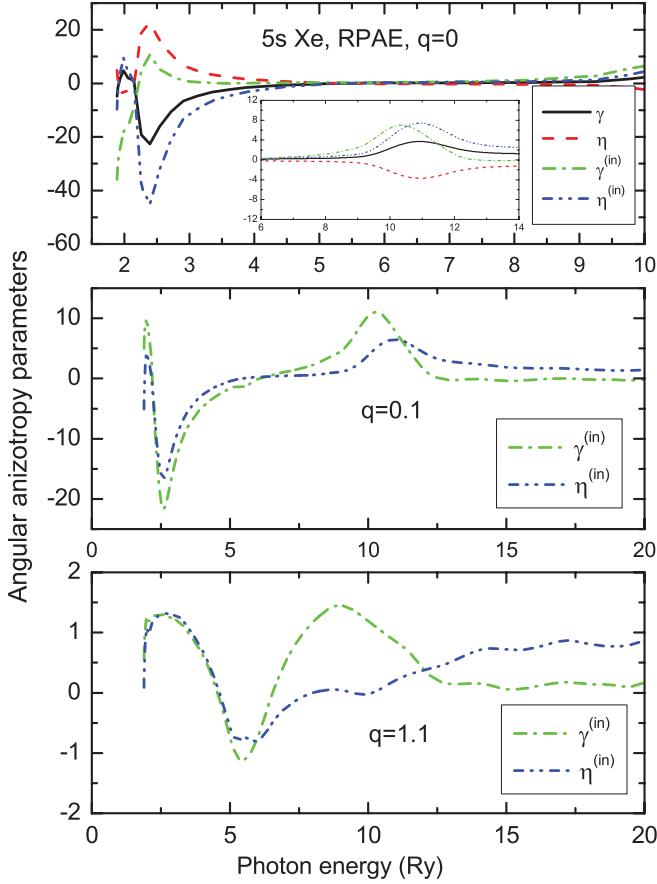 Angular anizotropy parameters
5s Xe, RPAE, q=0
20
0
-20
-40
-60
12
8
4
0
-4
-8
-12
6 8 10 12 14
γ
η
γ(in)
η(in)
2 3 4 5 6 7 8 9 10
10
0
-10
-20
q=0.1
γ(in)
η(in)
0 5 10 15 20
2
1
0
-1
-2
q=1.1
γ(in)
η(in)
0 5 10 15 20
Photon energy (Ry)